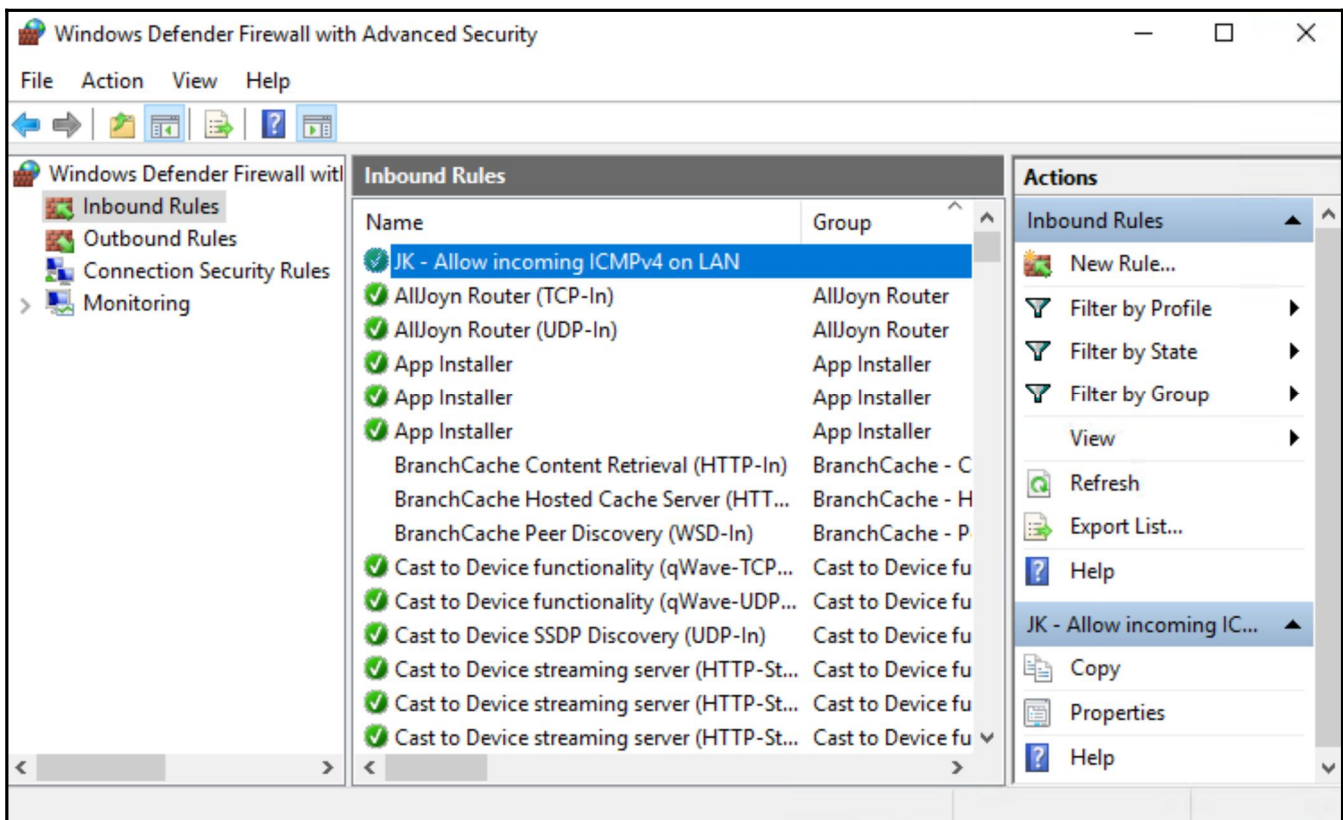 Windows Defender Firewall with Advanced Security
File Action View Help
Windows Defender Firewall witl
Inbound Rules
Outbound Rules
Connection Security Rules
Monitoring
Inbound Rules
Name Group
JK - Allow incoming ICMPv4 on LAN
AllJoyn Router (TCP-In) AllJoyn Router
AllJoyn Router (UDP-In) AllJoyn Router
App Installer App Installer
App Installer App Installer
App Installer App Installer
BranchCache Content Retrieval (HTTP-In) BranchCache - C
BranchCache Hosted Cache Server (HTT... BranchCache - H
BranchCache Peer Discovery (WSD-In) BranchCache - P
Cast to Device functionality (qWave-TCP... Cast to Device fu
Cast to Device functionality (qWave-UDP... Cast to Device fu
Cast to Device SSDP Discovery (UDP-In) Cast to Device fu
Cast to Device streaming server (HTTP-St... Cast to Device fu
Cast to Device streaming server (HTTP-St... Cast to Device fu
Cast to Device streaming server (HTTP-St... Cast to Device fu
Actions
Inbound Rules
New Rule...
Filter by Profile
Filter by State
Filter by Group
View
Refresh
Export List...
Help
JK - Allow incoming IC...
Copy
Properties
Help